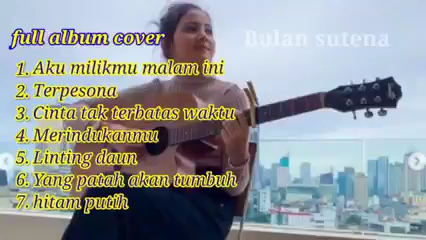 full album cover
Bulan sutena
1. Aku milikmu malam ini
2. Terpesona
3. Cinta tak terbatas waktu
4. Merindukanmu
5. Linting daun
6. Yang patah akan tumbuh
7. hitam putih